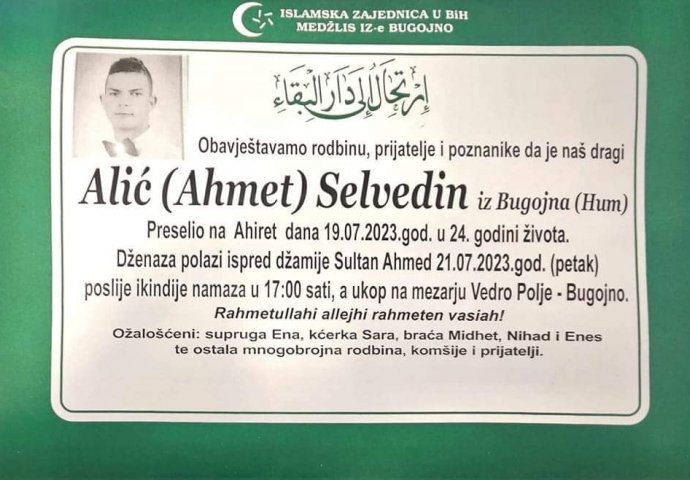 ISLAMSKA ZAJEDNICA U BiH
MEDŽLIS IZ-e BUGOJNO
إرتحال إلى دار البقاء
Obavještavamo rodbinu, prijatelje i poznanike da je naš dragi
Alić (Ahmet) Selvedin iz Bugojna (Hum)
Preselio na Ahiret dana 19.07.2023.god. u 24. godini života.
Dženaza polazi ispred džamije Sultan Ahmed 21.07.2023.god. (petak)
poslije ikindije namaza u 17:00 sati, a ukop na mezarju Vedro Polje - Bugojno.
Rahmetullahi allejhi rahmeten vasiah!
Ožalošćeni: supruga Ena, kćerka Sara, braća Midhet, Nihad i Enes
te ostala mnogobrojna rodbina, komšije i prijatelji.